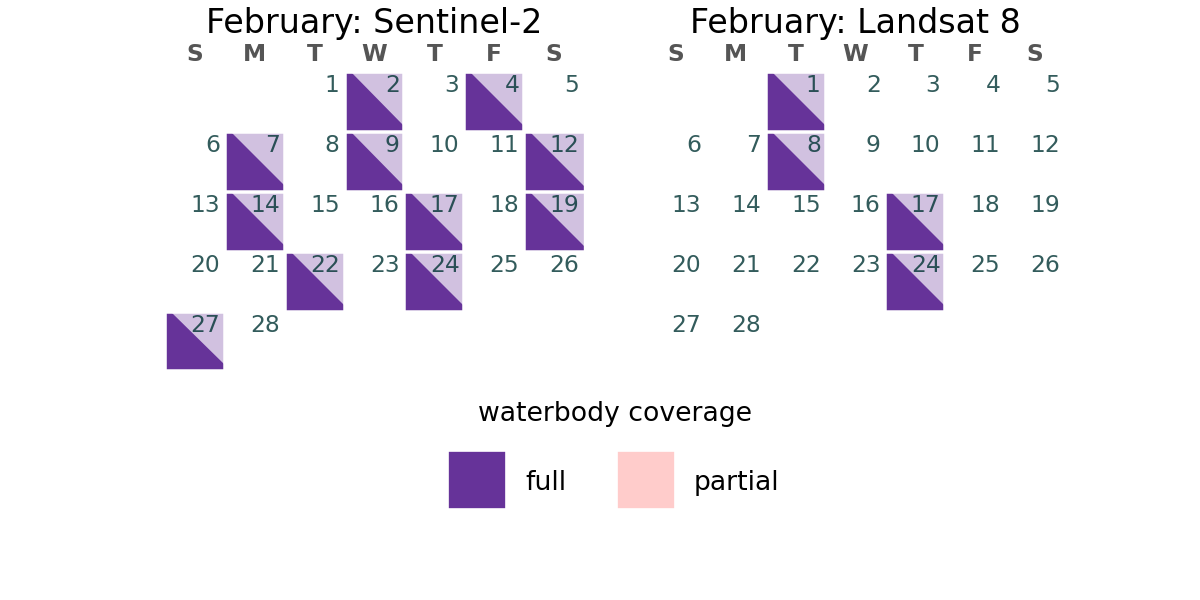 February: Sentinel-2
S M T W T F S
1 2 3 4 5
6 7 8 9 10 11 12
13 14 15 16 17 18 19
20 21 22 23 24 25 26
27 28
February: Landsat 8
S M T W T F S
1 2 3 4 5
6 7 8 9 10 11 12
13 14 15 16 17 18 19
20 21 22 23 24 25 26
27 28
waterbody coverage
full partial